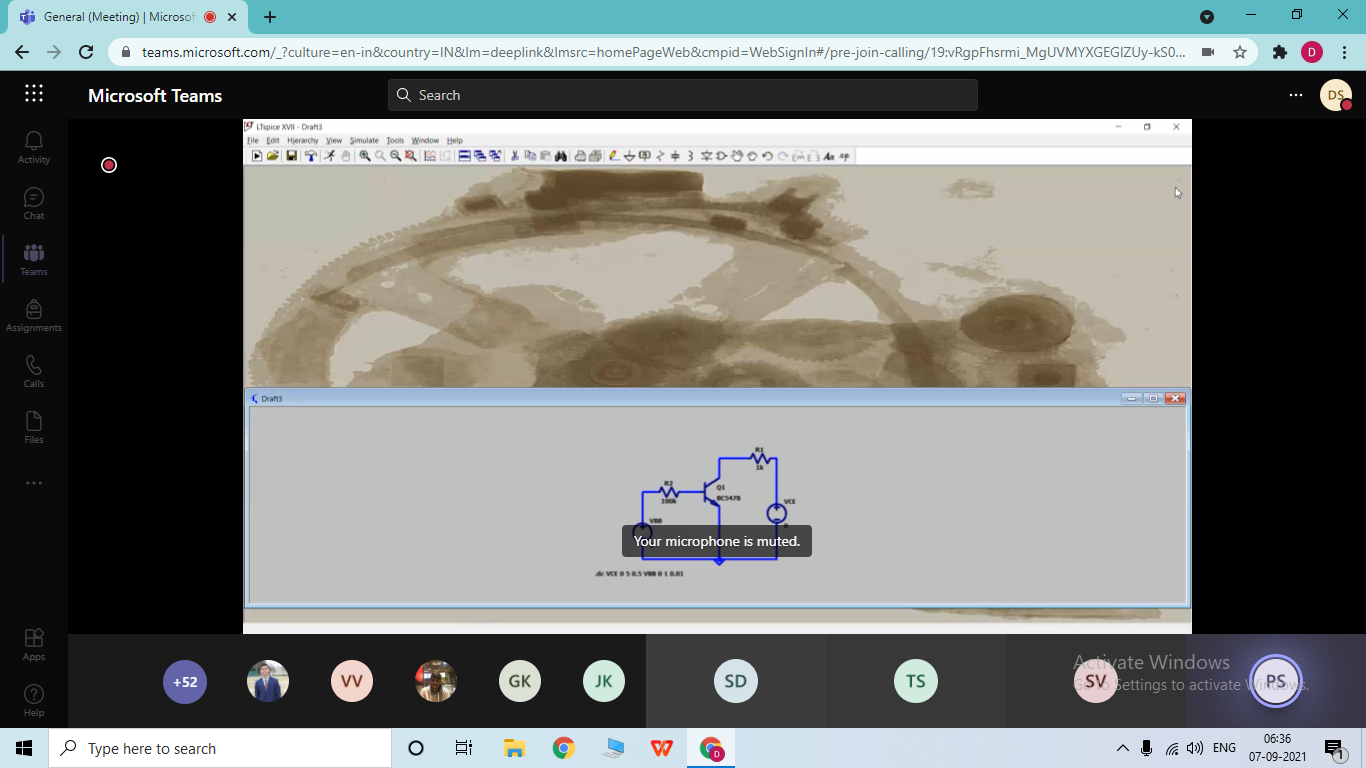 General (Meeting) | Microsof
teams.microsoft.com/_?culture=en-in&country=IN&lm=deeplink&lmsrc=homePageWeb&cmpid=WebSignIn#/pre-join-calling/19:vRgpFhsrmi_MgUVMYXGEGIZUy-kS0...
D
Microsoft Teams
Search
DS
Activity
Chat
Teams
Assignments
Calls
Files
Apps
Help
LTspice XVII - Draft3
File Edit Hierarchy View Simulate Tools Window Help
Draft3
R1
1k
R2
100k
Q1
BC547B
VCE
VBB
Your microphone is muted.
.dc VCE 0 5 0.5 VBB 0 1 0.01
+52
VV
GK
JK
SD
TS
SV
PS
Activate Windows
Go to Settings to activate Windows.
Type here to search
D
ENG
06:36
07-09-2021
1